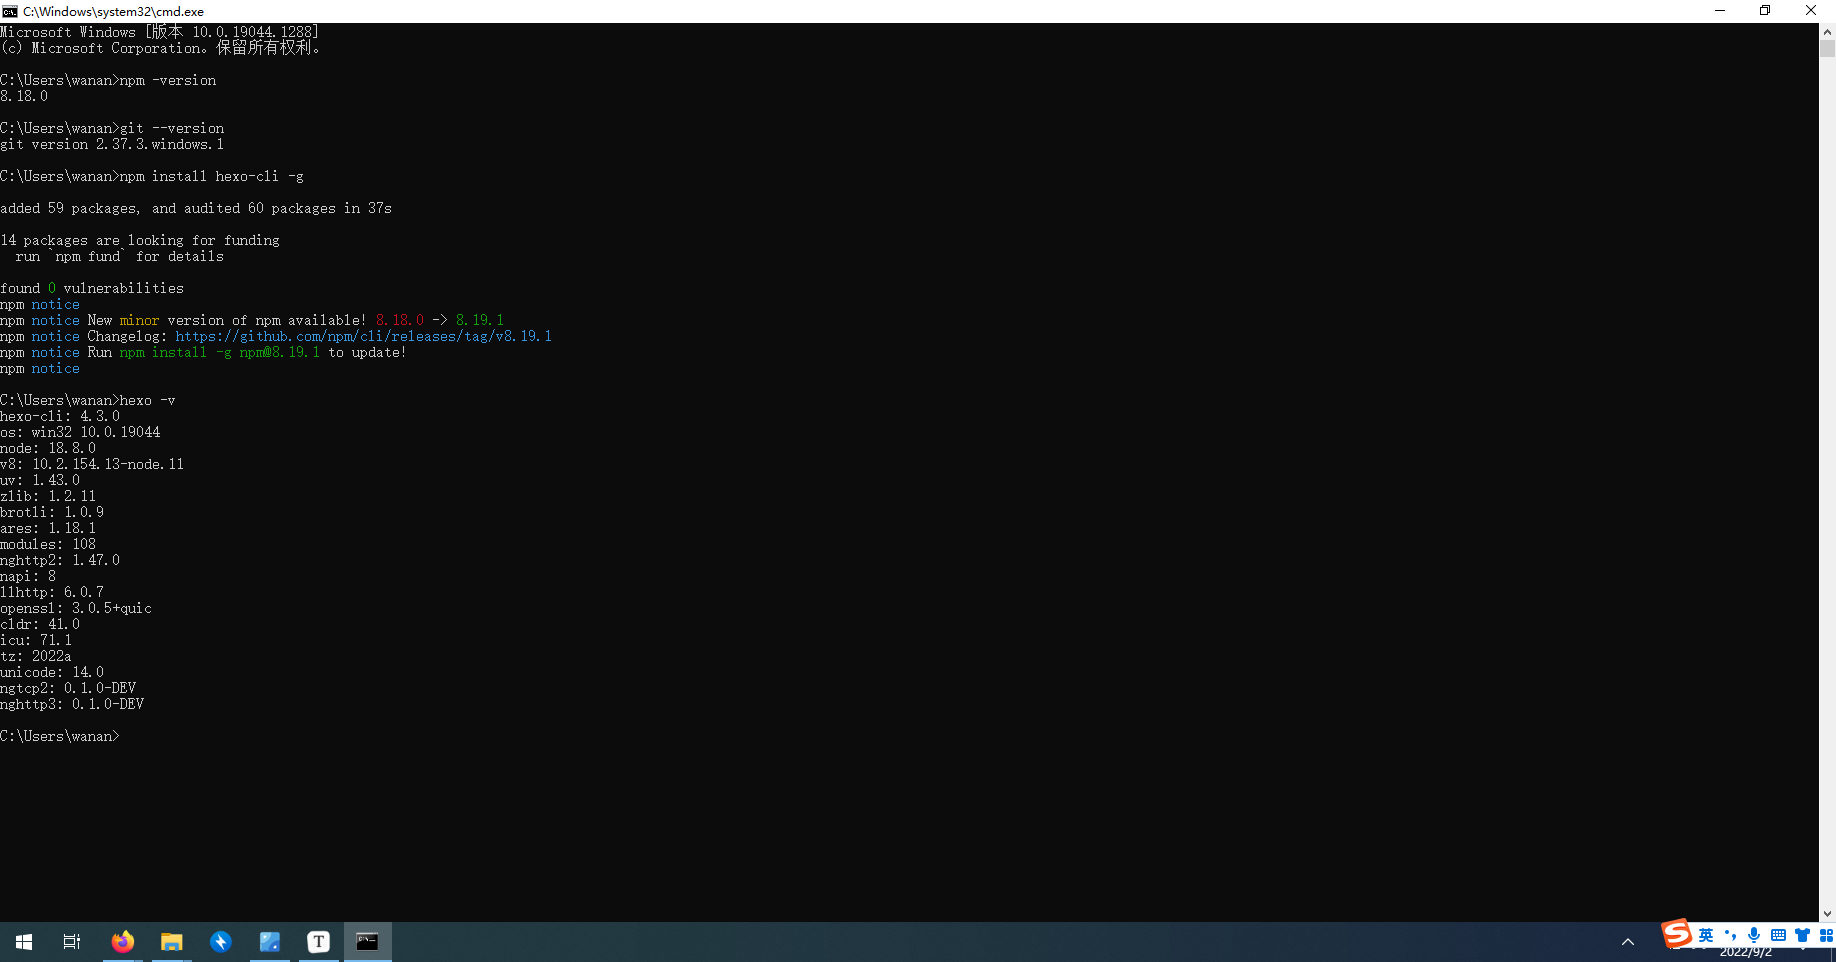 C:\Windows\system32\cmd.exe
Microsoft Windows [版本 10.0.19044.1288]
(c) Microsoft Corporation。保留所有权利。
C:\Users\wanan>npm -version
8.18.0
C:\Users\wanan>git --version
git version 2.37.3.windows.1
C:\Users\wanan>npm install hexo-cli -g
added 59 packages, and audited 60 packages in 37s
14 packages are looking for funding
run `npm fund` for details
found 0 vulnerabilities
npm notice
npm notice New minor version of npm available! 8.18.0 -> 8.19.1
npm notice Changelog: https://github.com/npm/cli/releases/tag/v8.19.1
npm notice Run npm install -g npm@8.19.1 to update!
npm notice
C:\Users\wanan>hexo -v
hexo-cli: 4.3.0
os: win32 10.0.19044
node: 18.8.0
v8: 10.2.154.13-node.11
uv: 1.43.0
zlib: 1.2.11
brotli: 1.0.9
ares: 1.18.1
modules: 108
nghttp2: 1.47.0
napi: 8
llhttp: 6.0.7
openssl: 3.0.5+quic
cldr: 41.0
icu: 71.1
tz: 2022a
unicode: 14.0
ngtcp2: 0.1.0-DEV
nghttp3: 0.1.0-DEV
C:\Users\wanan>
T
S 英
2022/9/2